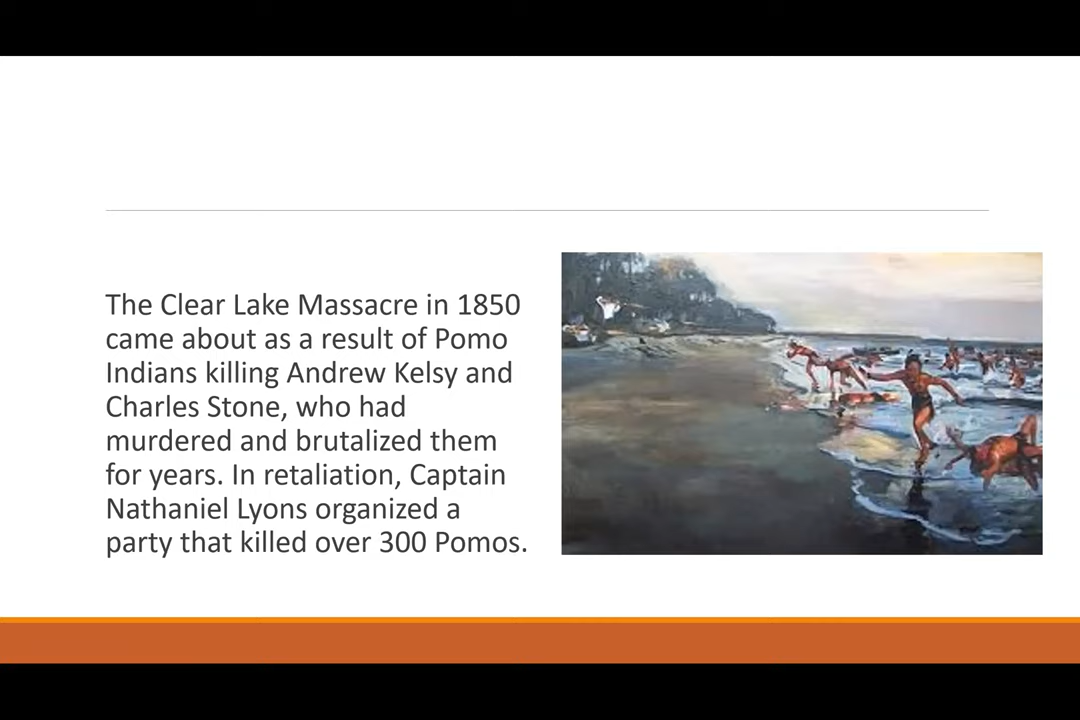 The Clear Lake Massacre in 1850
came about as a result of Pomo
Indians killing Andrew Kelsy and
Charles Stone, who had
murdered and brutalized them
for years. In retaliation, Captain
Nathaniel Lyons organized a
party that killed over 300 Pomos.